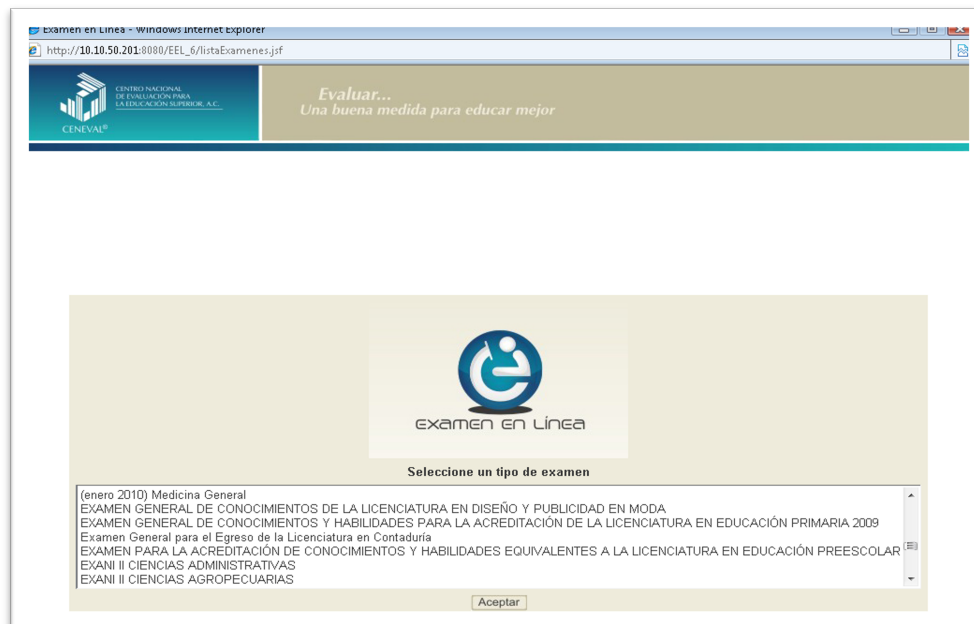 Examen en Línea - Windows Internet Explorer
http://10.10.50.201:8080/EEL_6/listaExamenes.jsf
CENTRO NACIONAL
DE EVALUACIÓN PARA
LA EDUCACIÓN SUPERIOR, A.C.
CENEVAL®
Evaluar...
Una buena medida para educar mejor
examen en línea
Seleccione un tipo de examen
(enero 2010) Medicina General
EXAMEN GENERAL DE CONOCIMIENTOS DE LA LICENCIATURA EN DISEÑO Y PUBLICIDAD EN MODA
EXAMEN GENERAL DE CONOCIMIENTOS Y HABILIDADES PARA LA ACREDITACIÓN DE LA LICENCIATURA EN EDUCACIÓN PRIMARIA 2009
Examen General para el Egreso de la Licenciatura en Contaduría
EXAMEN PARA LA ACREDITACIÓN DE CONOCIMIENTOS Y HABILIDADES EQUIVALENTES A LA LICENCIATURA EN EDUCACIÓN PREESCOLAR
EXANI II CIENCIAS ADMINISTRATIVAS
EXANI II CIENCIAS AGROPECUARIAS
Aceptar